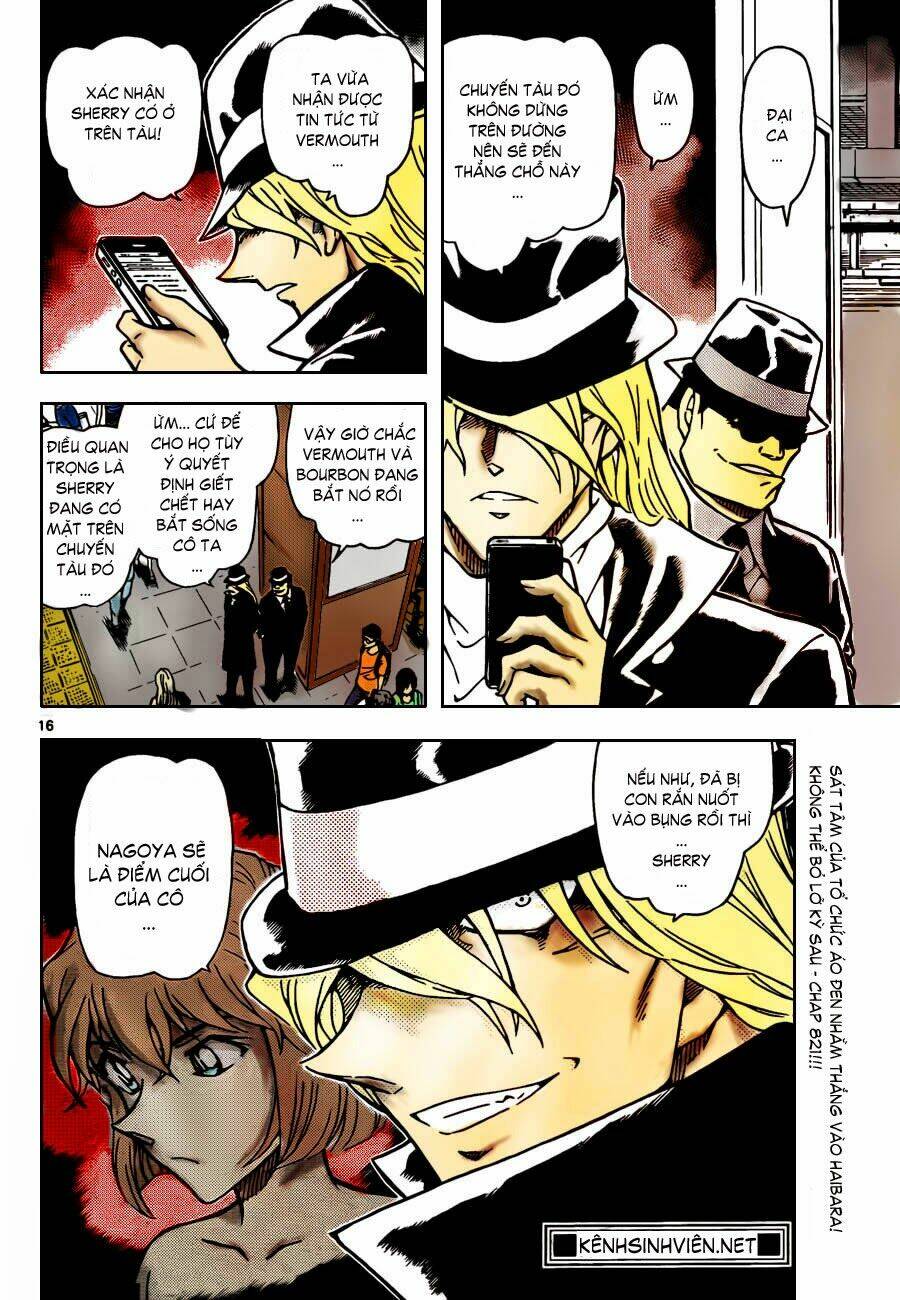 ĐẠI
CA
...
ỪM
...
CHUYẾN TÀU ĐÓ
KHÔNG DỪNG
TRÊN ĐƯỜNG
NÊN SẼ ĐẾN
THẲNG CHỖ NÀY
...
TA VỪA
NHẬN ĐƯỢC
TIN TỨC TỪ
VERMOUTH
...
XÁC NHẬN
SHERRY CÓ Ở
TRÊN TÀU!
VẬY GIỜ CHẮC
VERMOUTH VÀ
BOURBON ĐANG
BẮT NÓ RỒI
...
ỪM... CỨ ĐỂ
CHO HỌ TÙY
Ý QUYẾT
ĐỊNH GIẾT
CHẾT HAY
BẮT SỐNG
CÔ TA ...
ĐIỀU QUAN
TRỌNG LÀ
SHERRY
ĐANG CÓ
MẶT TRÊN
CHUYẾN
TÀU ĐÓ
...
16
NẾU NHƯ, ĐÃ BỊ
CON RẮN NUỐT
VÀO BỤNG RỒI THÌ
...
SHERRY
...
NAGOYA SẼ
LÀ ĐIỂM CUỐI
CỦA CÔ
...
SÁT TÂM CỦA TỔ CHỨC ÁO ĐEN NHẰM THẲNG VÀO HAIBARA!
KHÔNG THỂ BỎ LỠ KỲ SAU - CHAP 821!!!
KÊNHSINHVIÊN.NET